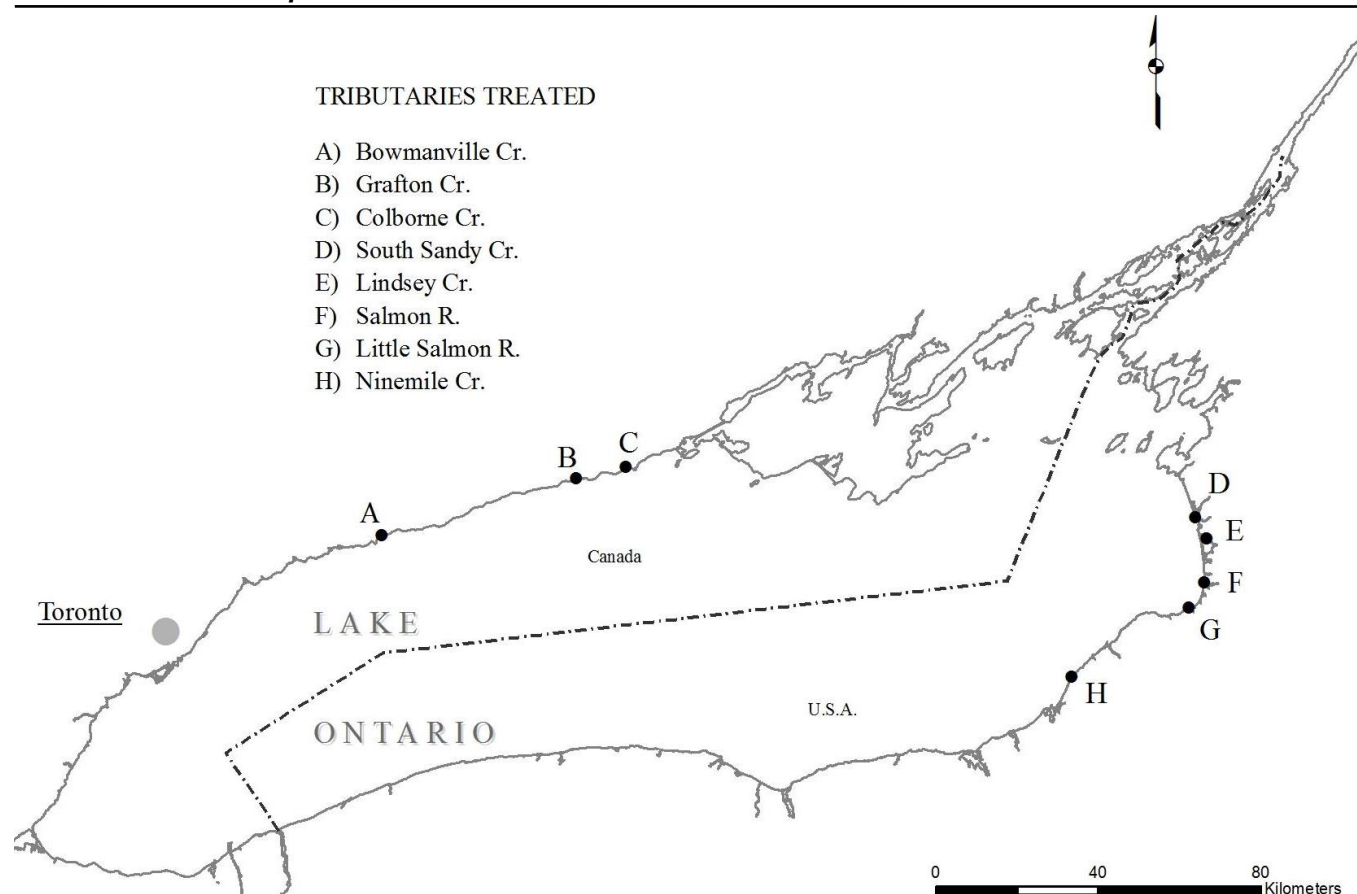 TRIBUTARIES TREATED
A) Bowmanville Cr.
B) Grafton Cr.
C) Colborne Cr.
D) South Sandy Cr.
E) Lindsey Cr.
F) Salmon R.
G) Little Salmon R.
H) Ninemile Cr.
A
B
C
D
E
F
G
H
Canada
Toronto
LAKE
ONTARIO
U.S.A.
0 40 80
Kilometers